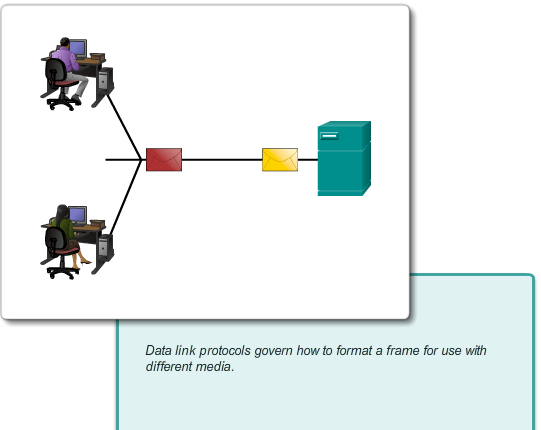 Data link protocols govern how to format a frame for use with
different media.